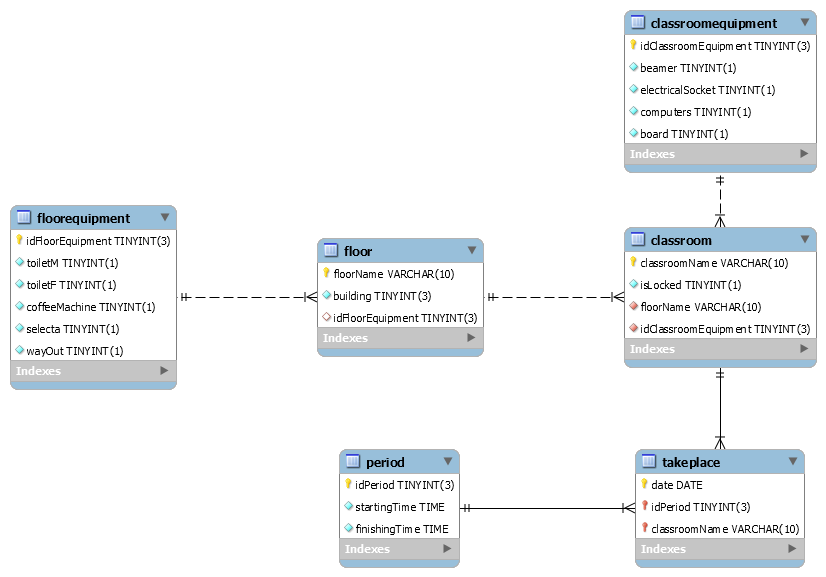 classroomequipment
idClassroomEquipment TINYINT(3)
beamer TINYINT(1)
electricalSocket TINYINT(1)
computers TINYINT(1)
board TINYINT(1)
Indexes
floorequipment
idFloorEquipment TINYINT(3)
toiletM TINYINT(1)
toiletF TINYINT(1)
coffeeMachine TINYINT(1)
selecta TINYINT(1)
wayOut TINYINT(1)
Indexes
floor
floorName VARCHAR(10)
building TINYINT(3)
idFloorEquipment TINYINT(3)
Indexes
classroom
classroomName VARCHAR(10)
isLocked TINYINT(1)
floorName VARCHAR(10)
idClassroomEquipment TINYINT(3)
Indexes
period
idPeriod TINYINT(3)
startingTime TIME
finishingTime TIME
Indexes
takeplace
date DATE
idPeriod TINYINT(3)
classroomName VARCHAR(10)
Indexes